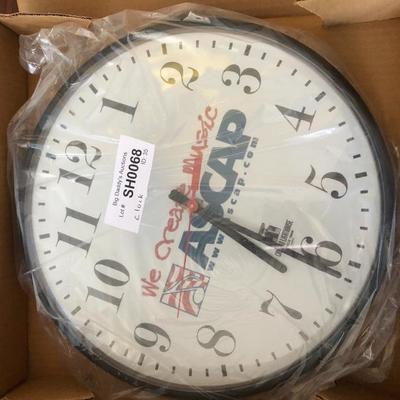 12
1
2
3
4
5
6
7
8
9
10
11
Big Daddy's Auctions
Lot # SH0068 ID: 35
Clock
We Create Music
ASCAP
www.ascap.com